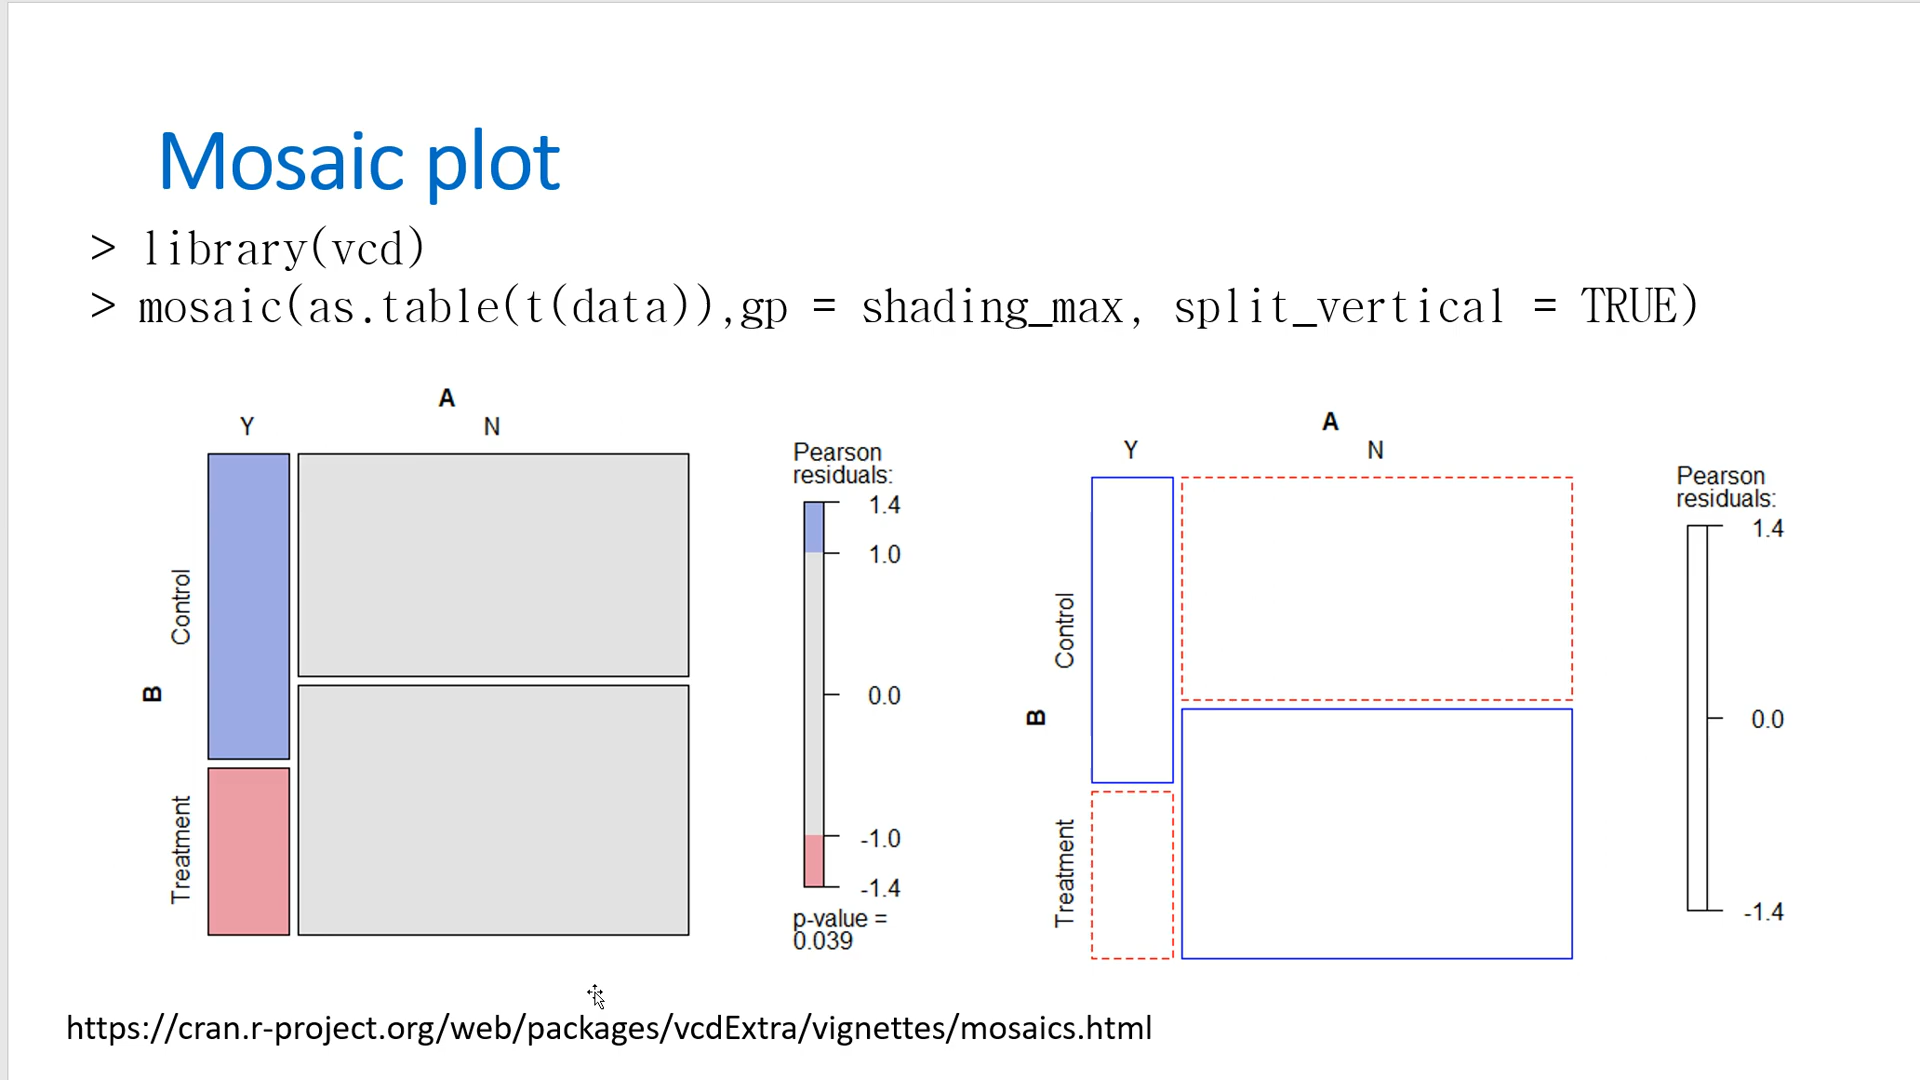 Mosaic plot
> library(vcd)
> mosaic(as.table(t(data)),gp = shading_max, split_vertical = TRUE)
A
Y N
B
Control
Treatment
Pearson
residuals:
1.4
1.0
0.0
-1.0
-1.4
p-value =
0.039
A
Y N
B
Control
Treatment
Pearson
residuals:
1.4
0.0
-1.4
https://cran.r-project.org/web/packages/vcdExtra/vignettes/mosaics.html